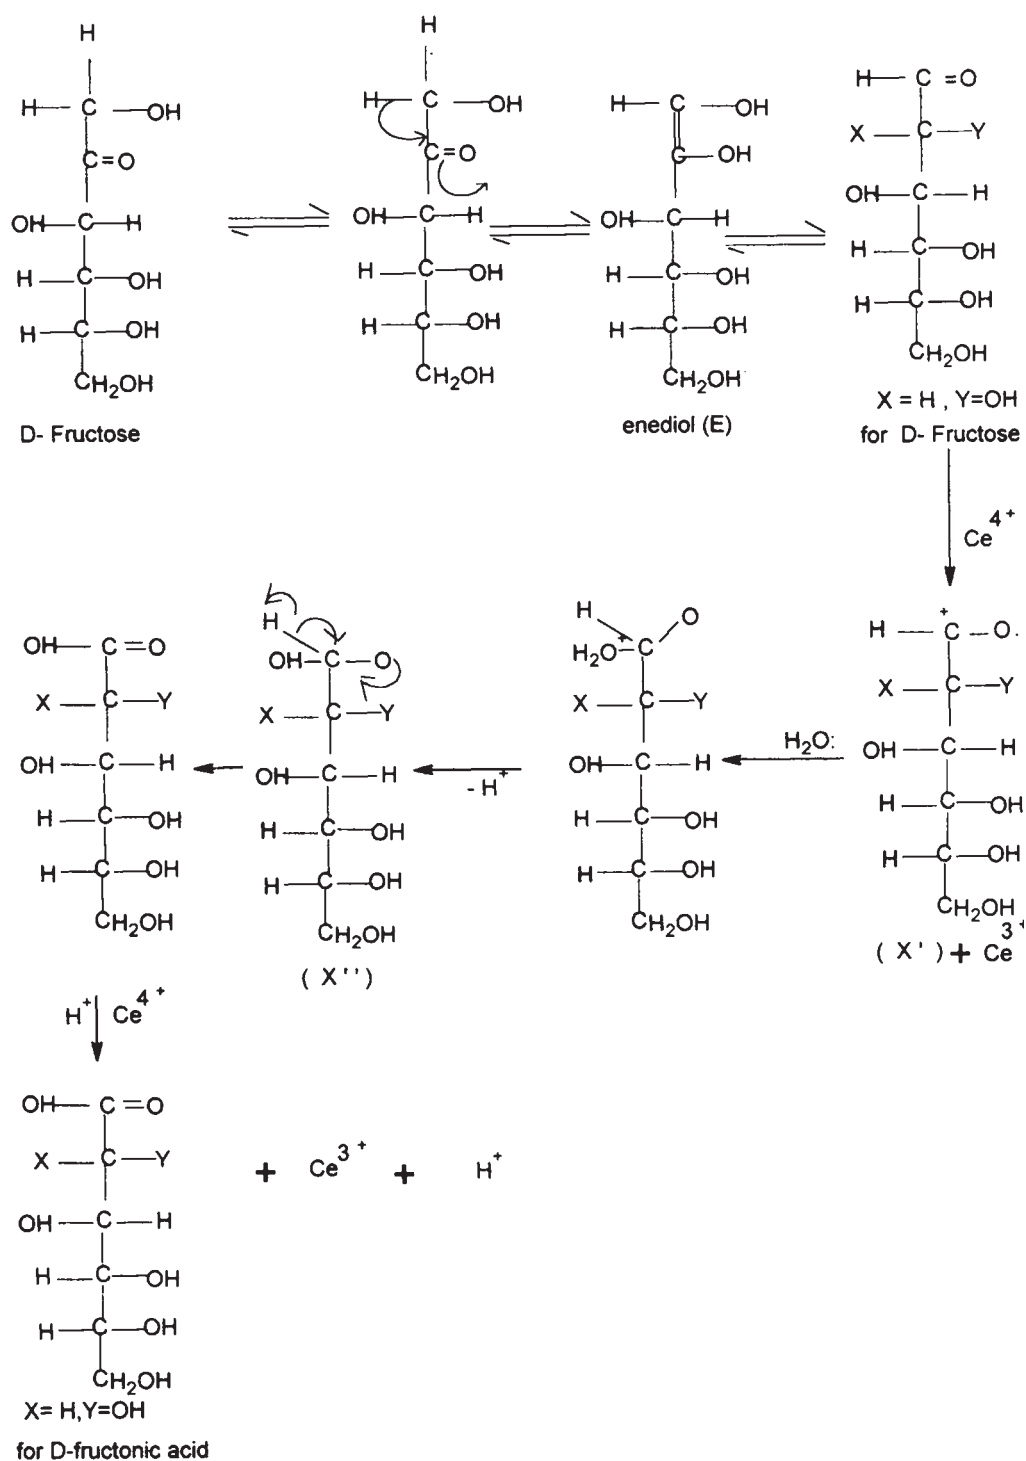 H
H—C—OH
C=O
OH—C—H
H—C—OH
H—C—OH
CH₂OH
D- Fructose
H
H—C—OH
C=O
OH—C—H
H—C—OH
H—C—OH
CH₂OH
H—C—OH
C—OH
OH—C—H
H—C—OH
H—C—OH
CH₂OH
enediol (E)
H—C=O
X—C—Y
OH—C—H
H—C—OH
H—C—OH
CH₂OH
X = H , Y=OH
for D- Fructose
Ce⁴⁺
+
H—C—O.
X—C—Y
OH—C—H
H—C—OH
H—C—OH
CH₂OH
( X' ) + Ce³⁺
H₂O:
H O
H₂O⁺—C
X—C—Y
OH—C—H
H—C—OH
H—C—OH
CH₂OH
- H⁺
H
OH—C—O
X—C—Y
OH—C—H
H—C—OH
H—C—OH
CH₂OH
( X'' )
OH—C=O
X—C—Y
OH—C—H
H—C—OH
H—C—OH
CH₂OH
H⁺ Ce⁴⁺
OH—C=O
X—C—Y + Ce³⁺ + H⁺
OH—C—H
H—C—OH
H—C—OH
CH₂OH
X= H,Y=OH
for D-fructonic acid